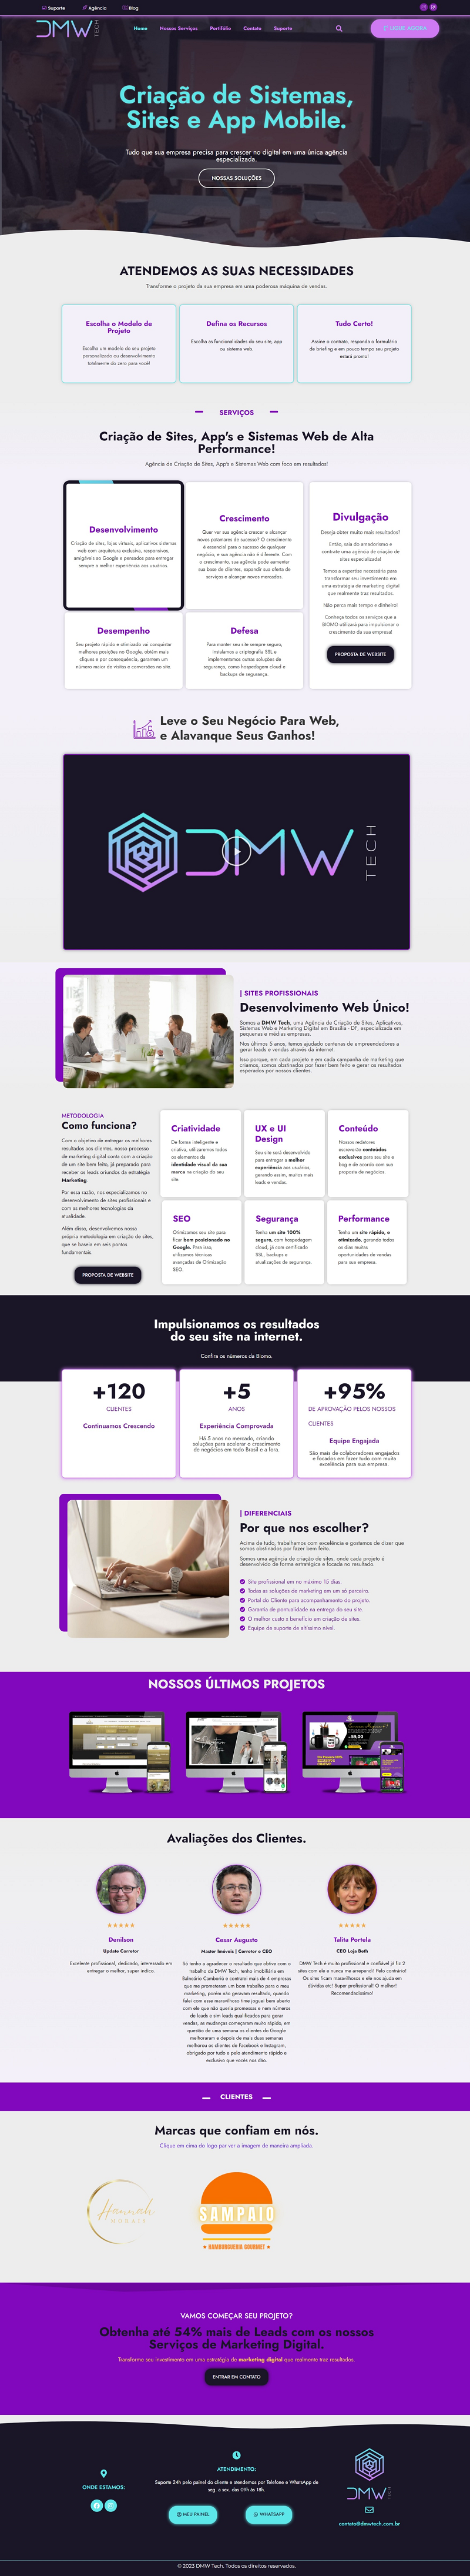 Suporte
Agência
Blog
DMW TECH
Home
Nossos Serviços
Portifólio
Contato
Suporte
LIGUE AGORA
Criação de Sistemas,
Sites e App Mobile.
Tudo que sua empresa precisa para crescer no digital em uma única agência
especializada.
NOSSAS SOLUÇÕES
ATENDEMOS AS SUAS NECESSIDADES
Transforme o projeto da sua empresa em uma poderosa máquina de vendas.
Escolha o Modelo de
Projeto
Escolha um modelo do seu projeto
personalizado ou desenvolvimento
totalmente do zero para você!
Defina os Recursos
Escolha as funcionalidades do seu site, app
ou sistema web.
Tudo Certo!
Assine o contrato, responda o formulário
de briefing e em pouco tempo seu projeto
estará pronto!
SERVIÇOS
Criação de Sites, App's e Sistemas Web de Alta
Performance!
Agência de Criação de Sites, App's e Sistemas Web com foco em resultados!
Desenvolvimento
Criação de sites, lojas virtuais, aplicativos sistemas
web com arquitetura exclusiva, responsivos,
amigáveis ao Google e pensados para entregar
sempre a melhor experiência aos usuários.
Crescimento
Quer ver sua agência crescer e alcançar
novos patamares de sucesso? O crescimento
é essencial para o sucesso de qualquer
negócio, e sua agência não é diferente. Com
o crescimento, sua agência pode aumentar
sua base de clientes, expandir sua oferta de
serviços e alcançar novos mercados.
Divulgação
Deseja obter muito mais resultados?
Então, saia do amadorismo e
contrate uma agência de criação de
sites especializada!
Temos a expertise necessária para
transformar seu investimento em
uma estratégia de marketing digital
que realmente traz resultados.
Não perca mais tempo e dinheiro!
Conheça todos os serviços que a
BIOMO utilizará para impulsionar o
crescimento da sua empresa!
PROPOSTA DE WEBSITE
Desempenho
Seu projeto rápido e otimizado vai conquistar
melhores posições no Google, obtém mais
cliques e por consequência, garantem um
número maior de visitas e conversões no site.
Defesa
Para manter seu site sempre seguro,
instalamos a criptografia SSL e
implementamos outras soluções de
segurança, como hospedagem cloud e
backups de segurança.
Leve o Seu Negócio Para Web,
e Alavanque Seus Ganhos!
DMW TECH
| SITES PROFISSIONAIS
Desenvolvimento Web Único!
Somos a DMW Tech, uma Agência de Criação de Sites, Aplicativos,
Sistemas Web e Marketing Digital em Brasília - DF, especializada em
pequenas e médias empresas.
Nos últimos 5 anos, temos ajudado centenas de empreendedores a
gerar leads e vendas através da internet.
Isso porque, em cada projeto e em cada campanha de marketing que
criamos, somos obstinados por fazer bem feito e gerar os resultados
esperados por nossos clientes.
METODOLOGIA
Como funciona?
Com o objetivo de entregar os melhores
resultados aos clientes, nosso processo
de marketing digital conta com a criação
de um site bem feito, já preparado para
receber os leads oriundos da estratégia
Marketing.
Por essa razão, nos especializamos no
desenvolvimento de sites profissionais e
com as melhores tecnologias da
atualidade.
Além disso, desenvolvemos nossa
própria metodologia em criação de sites,
que se baseia em seis pontos
fundamentais.
PROPOSTA DE WEBSITE
Criatividade
De forma inteligente e
criativa, utilizaremos todos
os elementos da
identidade visual da sua
marca na criação do seu
site.
UX e UI
Design
Seu site será desenvolvido
para entregar a melhor
experiência aos usuários,
gerando assim, muitos mais
leads e vendas.
Conteúdo
Nossos redatores
escreverão conteúdos
exclusivos para seu site e
bug e de acordo com sua
proposta de negócios.
SEO
Otimizamos seu site para
ficar bem posicionado no
Google. Para isso,
utilizamos técnicas
avançadas de Otimização
SEO.
Segurança
Tenha um site 100%
seguro, com hospedagem
cloud, já com certificado
SSL, backups e
atualizações de segurança.
Performance
Tenha um site rápido, e
otimizado, gerando todos
os dias muitas
oportunidades de vendas
para sua empresa.
Impulsionamos os resultados
do seu site na internet.
Confira os números da Biomo.
+120
CLIENTES
Continuamos Crescendo
+5
ANOS
Experiência Comprovada
Há 5 anos no mercado, criando
soluções para acelerar o crescimento
de negócios em todo Brasil e a fora.
+95%
DE APROVAÇÃO PELOS NOSSOS
CLIENTES
Equipe Engajada
São mais de colaboradores engajados
e focados em fazer tudo com muita
excelência para sua empresa.
| DIFERENCIAIS
Por que nos escolher?
Acima de tudo, trabalhamos com excelência e gostamos de dizer que
somos obstinados por fazer bem feito.
Somos uma agência de criação de sites, onde cada projeto é
desenvolvido de forma estratégica e focada no resultado.
Site profissional em no máximo 15 dias.
Todas as soluções de marketing em um só parceiro.
Portal do Cliente para acompanhamento do projeto.
Garantia de pontualidade na entrega do seu site.
O melhor custo x benefício em criação de sites.
Equipe de suporte de altíssimo nível.
NOSSOS ÚLTIMOS PROJETOS
Avaliações dos Clientes.
Denilson
Update Corretor
Excelente profissional, dedicado, interessado em
entregar o melhor, super indico.
Cesar Augusto
Master Imóveis | Corretor e CEO
Só tenho a agradecer o resultado que obtive com o
trabalho da DMW Tech, tenho imobiliária em
Balneário Camboriú e contratei mais de 4 empresas
que me prometeram um bom trabalho para o meu
marketing, porém não geravam resultado, quando
falei com esse maravilhoso time joguei bem aberto
com ele que não queria promessas e nem números
de leads e sim leads qualificados para gerar
vendas, as mudanças começaram muito rápido, em
questão de uma semana os clientes do Google
melhoraram e depois de mais duas semanas
melhorou os clientes de Facebook e Instagram,
obrigado por tudo e pelo atendimento rápido e
exclusivo que vocês nos dão.
Talita Portela
CEO Loja Beth
DMW Tech é muito profissional e confiável já fiz 2
sites com ele e nunca me arrependi! Pelo contrário!
Os sites ficam maravilhosos e ele nos ajuda em
dúvidas etc! Super profissional! O melhor!
Recomendadíssimo!
CLIENTES
Marcas que confiam em nós.
Clique em cima do logo par ver a imagem de maneira ampliada.
Hannah
SAMPAIO
HAMBURGUERIA GOURMET
VAMOS COMEÇAR SEU PROJETO?
Obtenha até 54% mais de Leads com os nossos
Serviços de Marketing Digital.
Transforme seu investimento em uma estratégia de marketing digital que realmente traz resultados.
ENTRAR EM CONTATO
ONDE ESTAMOS:
ATENDIMENTO:
Suporte 24h pelo painel do cliente e atendemos por Telefone e WhatsApp de
seg. a sex. das 09h às 18h.
MEU PAINEL
WHATSAPP
DMW TECH
contato@dmwtech.com.br
© 2023 DMW Tech. Todos os direitos reservados.